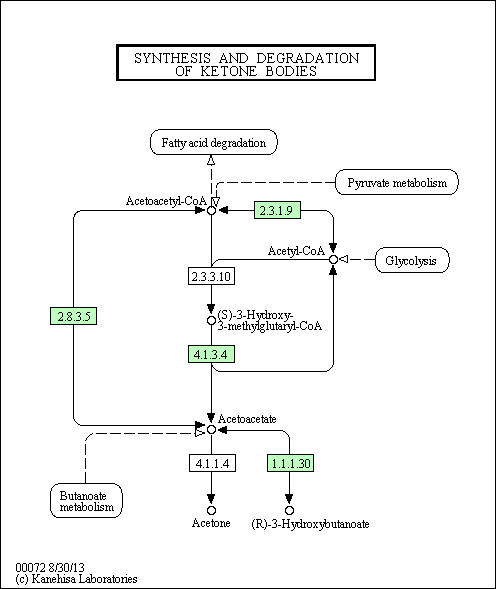 SYNTHESIS AND DEGRADATION
OF KETONE BODIES
Fatty acid degradation
Pyruvate metabolism
Acetoacetyl-CoA
2.3.1.9
Acetyl-CoA
Glycolysis
2.3.3.10
(S)-3-Hydroxy-
3-methylglutaryl-CoA
2.8.3.5
4.1.3.4
Acetoacetate
4.1.1.4
1.1.1.30
Butanoate
metabolism
Acetone
(R)-3-Hydroxybutanoate
00072 8/30/13
(c) Kanehisa Laboratories